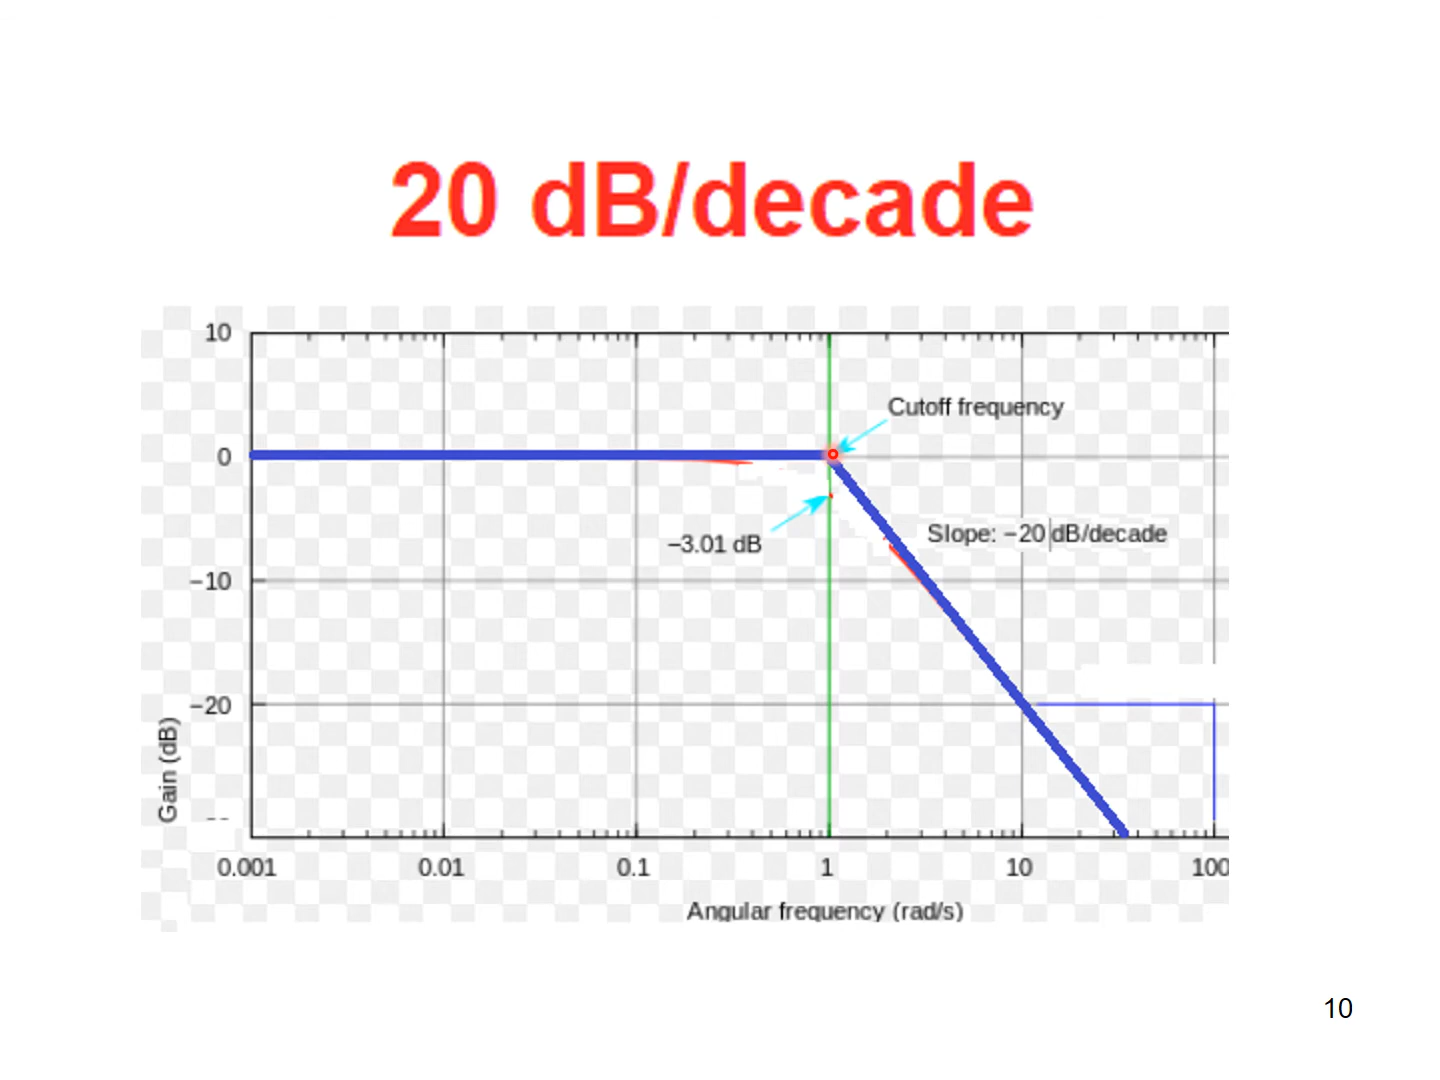 20 dB/decade
10
Cutoff frequency
0
−3.01 dB
Slope: −20 dB/decade
−10
−20
Gain (dB)
0.001 0.01 0.1 1 10 100
Angular frequency (rad/s)
10